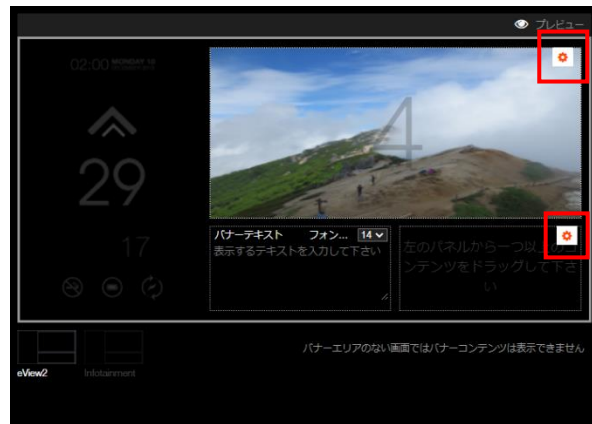 プレビュー
02:00 MONDAY 10
4
29
17
バナーテキスト フォン... 14
表示するテキストを入力して下さい
左のパネルから一つ以上のコ
ンテンツをドラッグして下さ
い
バナーエリアのない画面ではバナーコンテンツは表示できません
eView2 Infotainment